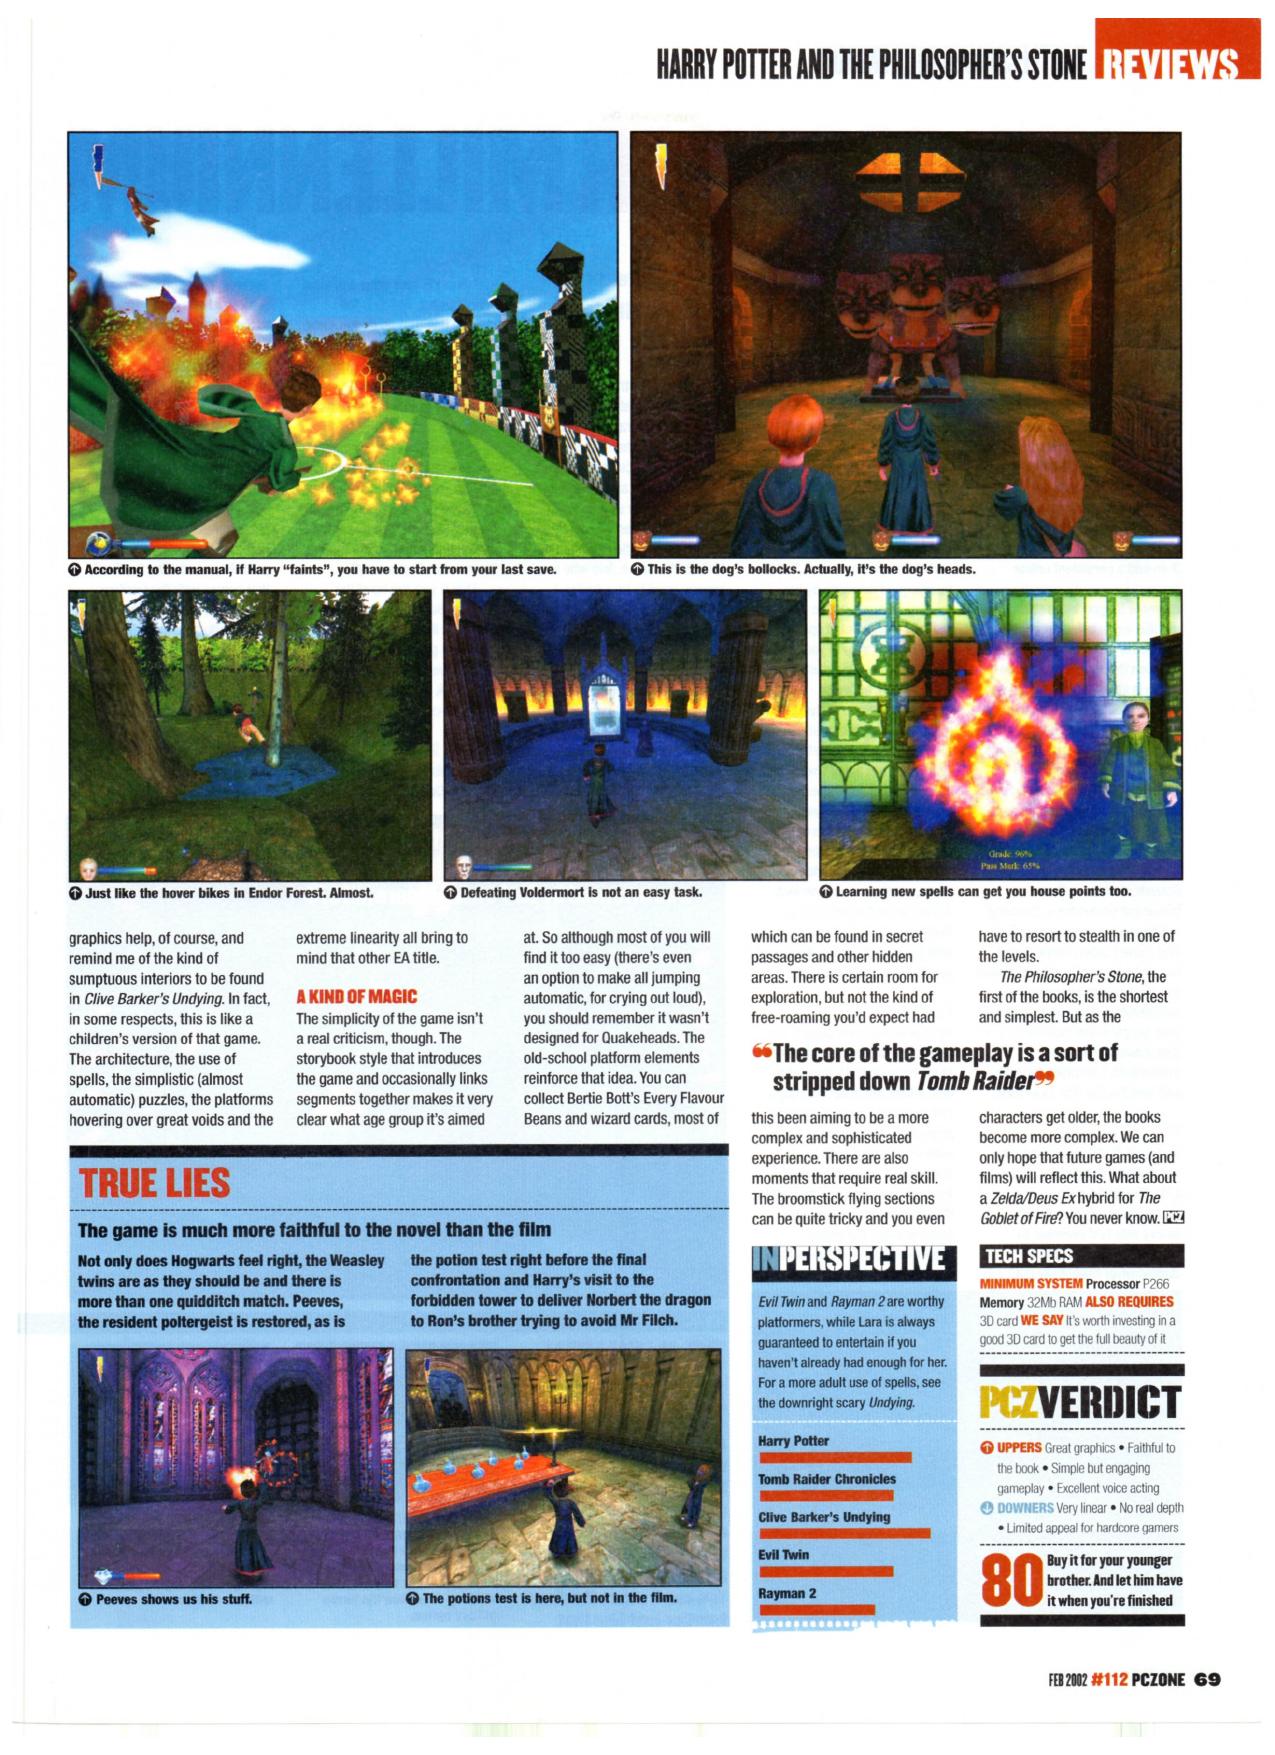 HARRY POTTER AND THE PHILOSOPHER'S STONE REVIEWS
According to the manual, if Harry "faints", you have to start from your last save.
This is the dog's bollocks. Actually, it's the dog's heads.
Grade: 96%
Pass Mark: 65%
Just like the hover bikes in Endor Forest. Almost.
Defeating Voldermort is not an easy task.
Learning new spells can get you house points too.
graphics help, of course, and
remind me of the kind of
sumptuous interiors to be found
in Clive Barker's Undying. In fact,
in some respects, this is like a
children's version of that game.
The architecture, the use of
spells, the simplistic (almost
automatic) puzzles, the platforms
hovering over great voids and the
extreme linearity all bring to
mind that other EA title.
A KIND OF MAGIC
The simplicity of the game isn't
a real criticism, though. The
storybook style that introduces
the game and occasionally links
segments together makes it very
clear what age group it's aimed
at. So although most of you will
find it too easy (there's even
an option to make all jumping
automatic, for crying out loud),
you should remember it wasn't
designed for Quakeheads. The
old-school platform elements
reinforce that idea. You can
collect Bertie Bott's Every Flavour
Beans and wizard cards, most of
which can be found in secret
passages and other hidden
areas. There is certain room for
exploration, but not the kind of
free-roaming you'd expect had
"The core of the gameplay is a sort of
stripped down Tomb Raider"
this been aiming to be a more
complex and sophisticated
experience. There are also
moments that require real skill.
The broomstick flying sections
can be quite tricky and you even
have to resort to stealth in one of
the levels.
The Philosopher's Stone, the
first of the books, is the shortest
and simplest. But as the
characters get older, the books
become more complex. We can
only hope that future games (and
films) will reflect this. What about
a Zelda/Deus Ex hybrid for The
Goblet of Fire? You never know. PCZ
TRUE LIES
The game is much more faithful to the novel than the film
Not only does Hogwarts feel right, the Weasley
twins are as they should be and there is
more than one quidditch match. Peeves,
the resident poltergeist is restored, as is
the potion test right before the final
confrontation and Harry's visit to the
forbidden tower to deliver Norbert the dragon
to Ron's brother trying to avoid Mr Filch.
Peeves shows us his stuff.
The potions test is here, but not in the film.
INPERSPECTIVE
Evil Twin and Rayman 2 are worthy
platformers, while Lara is always
guaranteed to entertain if you
haven't already had enough for her.
For a more adult use of spells, see
the downright scary Undying.
Harry Potter
Tomb Raider Chronicles
Clive Barker's Undying
Evil Twin
Rayman 2
TECH SPECS
MINIMUM SYSTEM Processor P266
Memory 32Mb RAM ALSO REQUIRES
3D card WE SAY It's worth investing in a
good 3D card to get the full beauty of it
PCZVERDICT
UPPERS Great graphics • Faithful to
the book • Simple but engaging
gameplay • Excellent voice acting
DOWNERS Very linear • No real depth
• Limited appeal for hardcore gamers
80 Buy it for your younger
brother. And let him have
it when you're finished
FEB 2002 #112 PCZONE 69